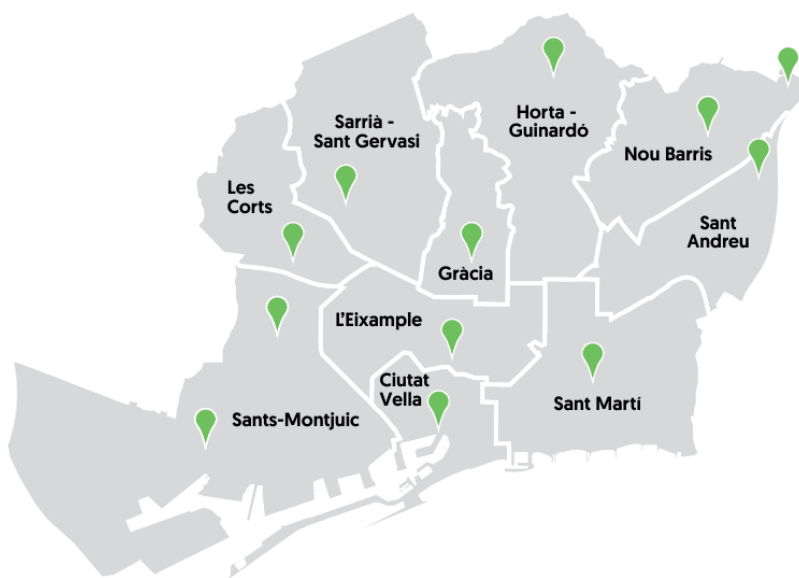 Sarrià -
Sant Gervasi
Horta -
Guinardó
Nou Barris
Les
Corts
Sant
Andreu
Gràcia
L'Eixample
Ciutat
Vella
Sant Martí
Sants-Montjuic